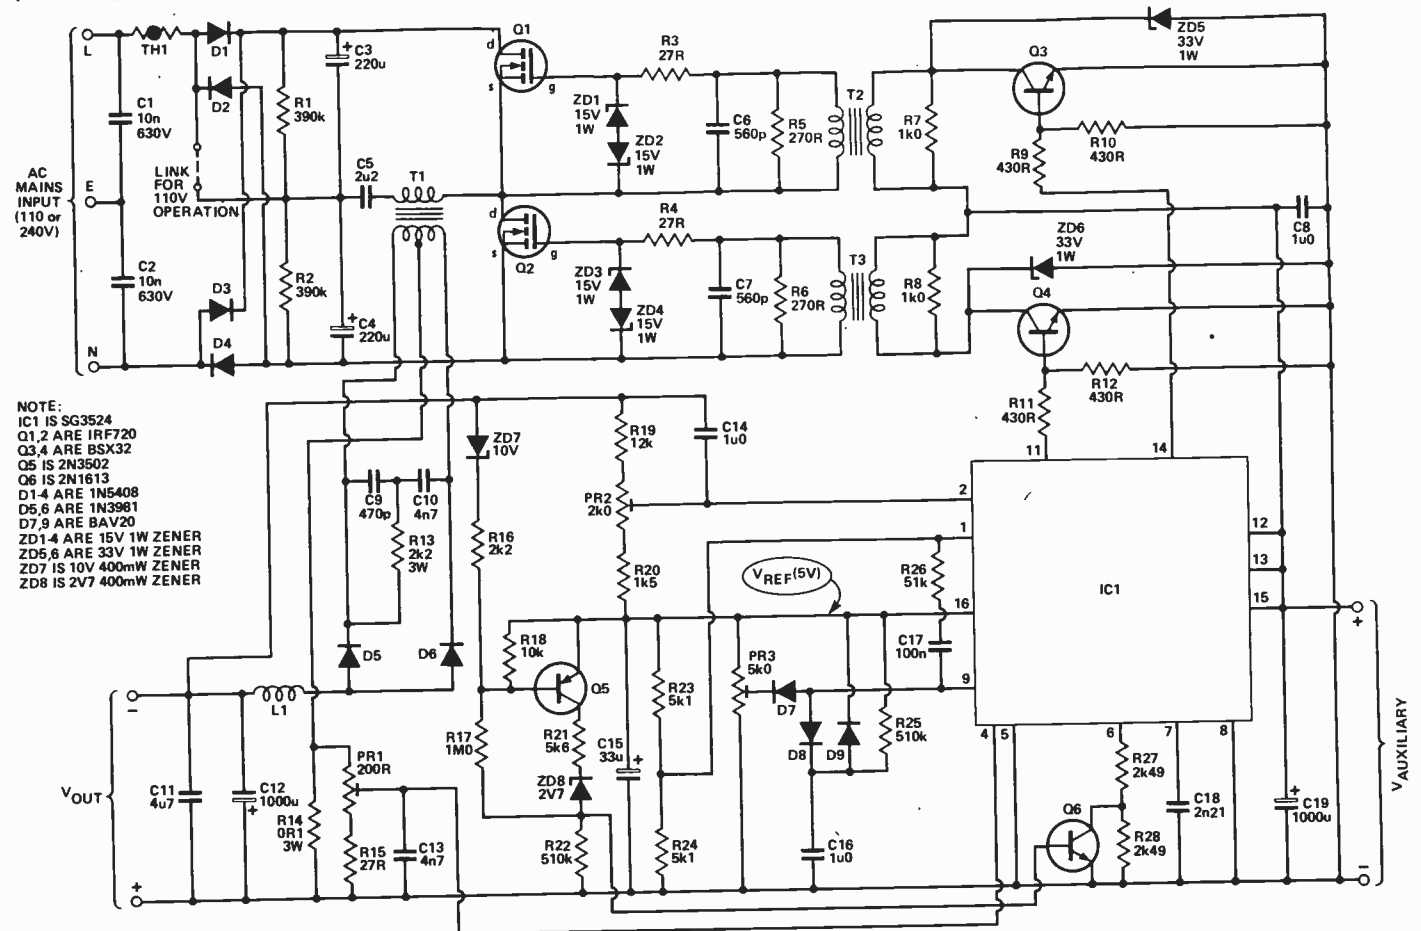 L
TH1
D1
D2
C1
10n
630V
C2
10n
630V
AC
MAINS
INPUT
(110 or
240V)
E
N
LINK
FOR
110V
OPERATION
D3
D4
R1
390k
R2
390k
+
C3
220u
+
C4
220u
C5
2u2
T1
Q1
d
s
g
Q2
d
s
g
ZD1
15V
1W
ZD2
15V
1W
R3
27R
C6
560p
R5
270R
T2
R7
1k0
ZD3
15V
1W
ZD4
15V
1W
R4
27R
C7
560p
R6
270R
T3
R8
1k0
ZD5
33V
1W
Q3
R9
430R
R10
430R
C8
1u0
ZD6
33V
1W
Q4
R11
430R
R12
430R
NOTE:
IC1 IS SG3524
Q1,2 ARE IRF720
Q3,4 ARE BSX32
Q5 IS 2N3502
Q6 IS 2N1613
D1-4 ARE 1N5408
D5,6 ARE 1N3981
D7,9 ARE BAV20
ZD1-4 ARE 15V 1W ZENER
ZD5,6 ARE 33V 1W ZENER
ZD7 IS 10V 400mW ZENER
ZD8 IS 2V7 400mW ZENER
C9
470p
C10
4n7
R13
2k2
3W
D5
D6
ZD7
10V
R16
2k2
R19
12k
PR2
2k0
R20
1k5
C14
1u0
11
14
2
1
16
9
IC1
12
13
15
4
5
6
7
8
VREF(5V)
R26
51k
C17
100n
R18
10k
Q5
R17
1M0
R21
5k6
ZD8
2V7
R22
510k
C15
33u
+
R23
5k1
R24
5k1
PR3
5k0
D7
D8
D9
R25
510k
C16
1u0
L1
−
VOUT
+
C11
4u7
C12
1000u
+
R14
0R1
3W
PR1
200R
R15
27R
C13
4n7
Q6
R27
2k49
R28
2k49
C18
2n21
+
C19
1000u
+
VAUXILIARY
−